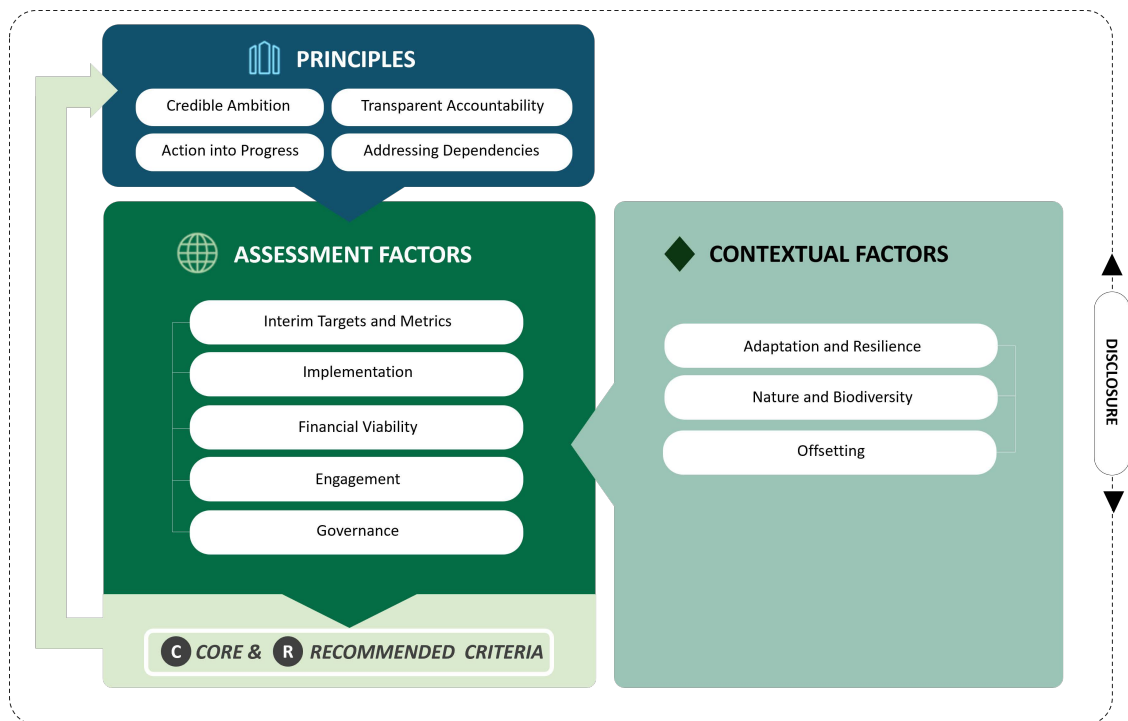 PRINCIPLES
Credible Ambition
Transparent Accountability
Action into Progress
Addressing Dependencies
ASSESSMENT FACTORS
Interim Targets and Metrics
Implementation
Financial Viability
Engagement
Governance
C CORE & R RECOMMENDED CRITERIA
CONTEXTUAL FACTORS
Adaptation and Resilience
Nature and Biodiversity
Offsetting
DISCLOSURE